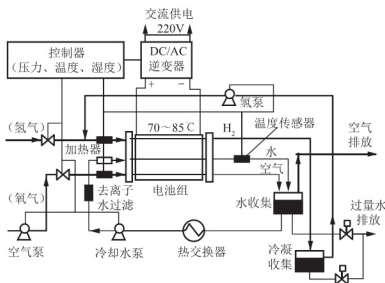 交流供电
220V
控制器
(压力、温度、湿度)
DC/AC
逆变器
+
−
氢泵
(氢气)
加热器
70～85℃
H₂
温度传感器
水
空气
空气
排放
(氧气)
去离子
水过滤
电池组
水收集
过量水
排放
空气泵
冷却水泵
热交换器
冷凝
收集